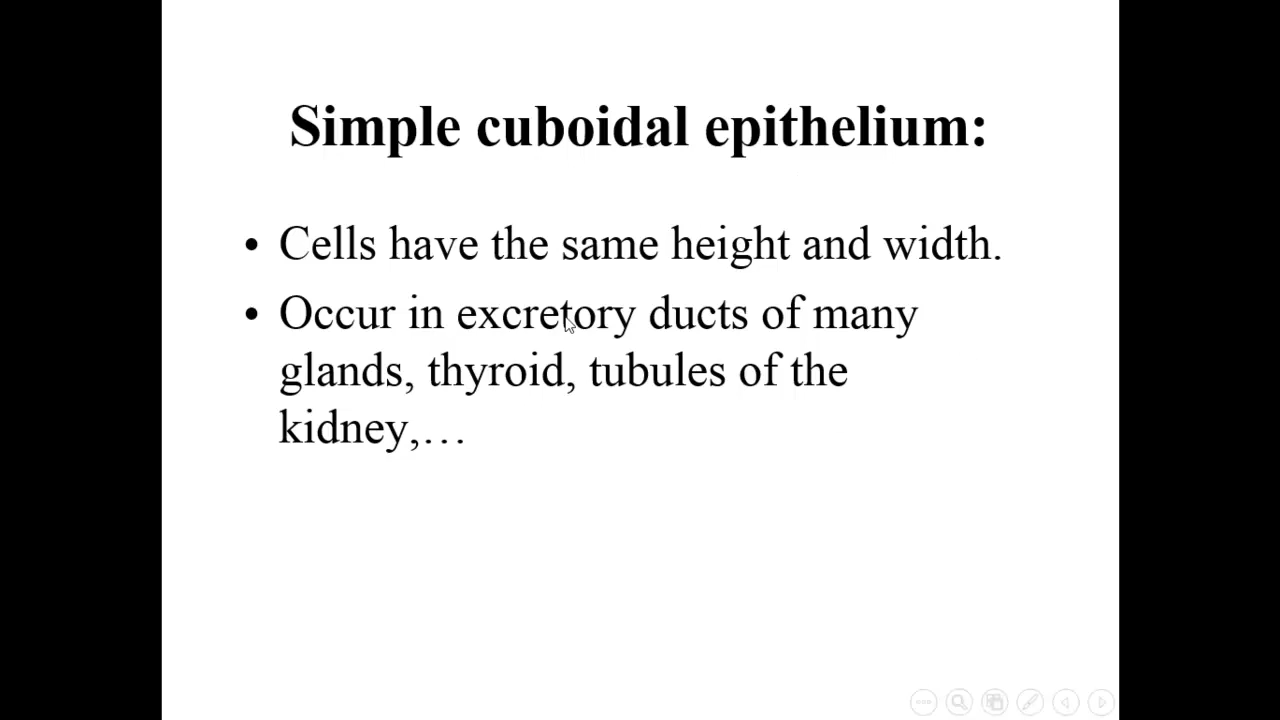 Simple cuboidal epithelium:
• Cells have the same height and width.
• Occur in excretory ducts of many
glands, thyroid, tubules of the
kidney,…